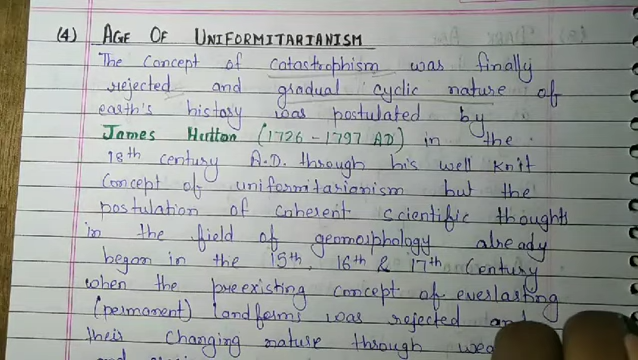 (4) AGE OF UNIFORMITARIANISM
The Concept of catastrophism was finally
rejected and gradual cyclic nature of
earth's history was postulated by
James Hutton (1726-1797 AD) in the
18th century A.D. through his well knit
Concept of uniformitarianism but the
postulation of coherent scientific thoughts
in the field of geomorphology already
began in the 15th, 16th & 17th Century
when the preexisting concept of everlasting
(permanent) landforms was rejected and
their changing nature through
and